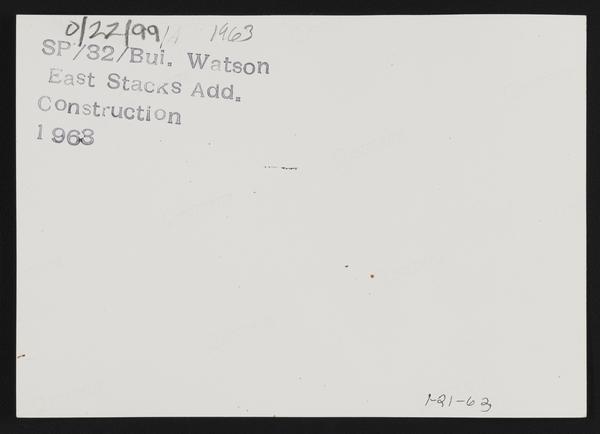 0/22/99/A 1963
SP/32/Bui. Watson
East Stacks Add.
Construction
1963
1-21-63